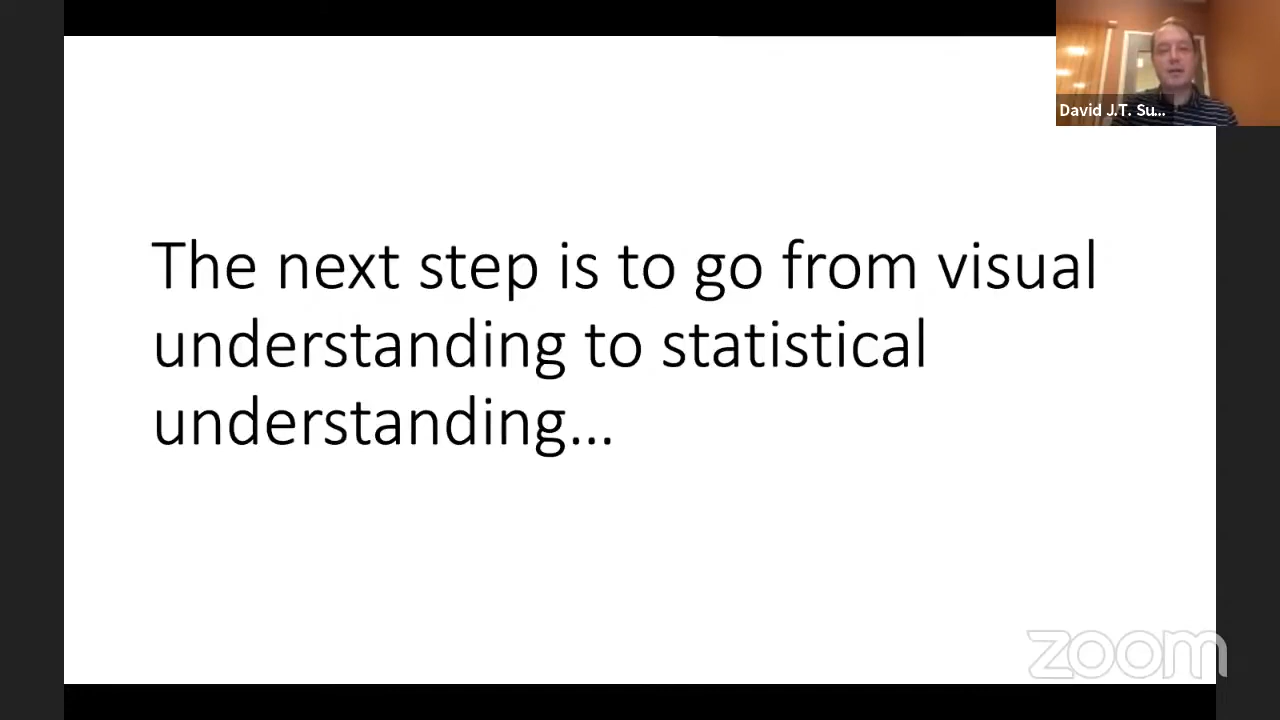 David J.T. Su...
The next step is to go from visual
understanding to statistical
understanding...
zoom